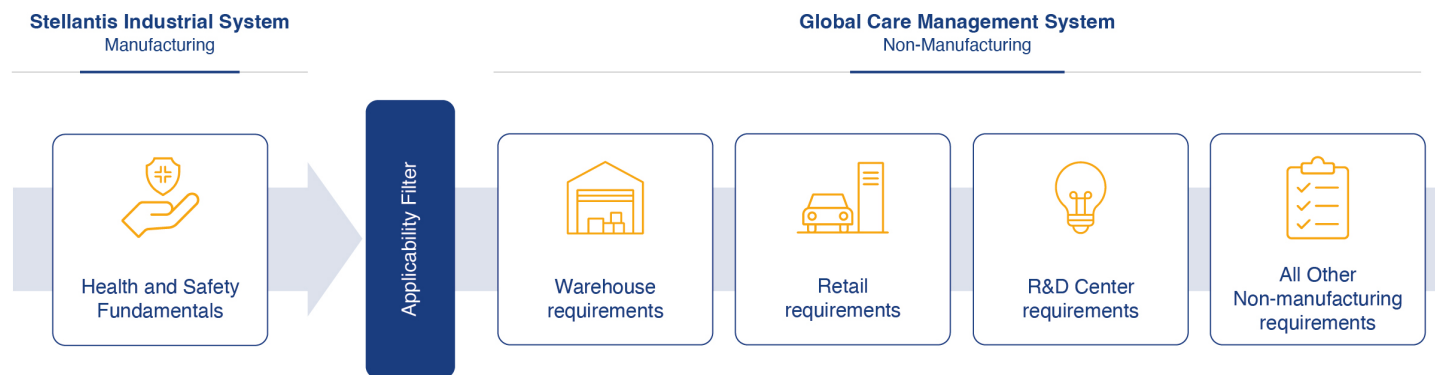 Stellantis Industrial System
Manufacturing
Global Care Management System
Non-Manufacturing
Health and Safety
Fundamentals
Applicability Filter
Warehouse
requirements
Retail
requirements
R&D Center
requirements
All Other
Non-manufacturing
requirements